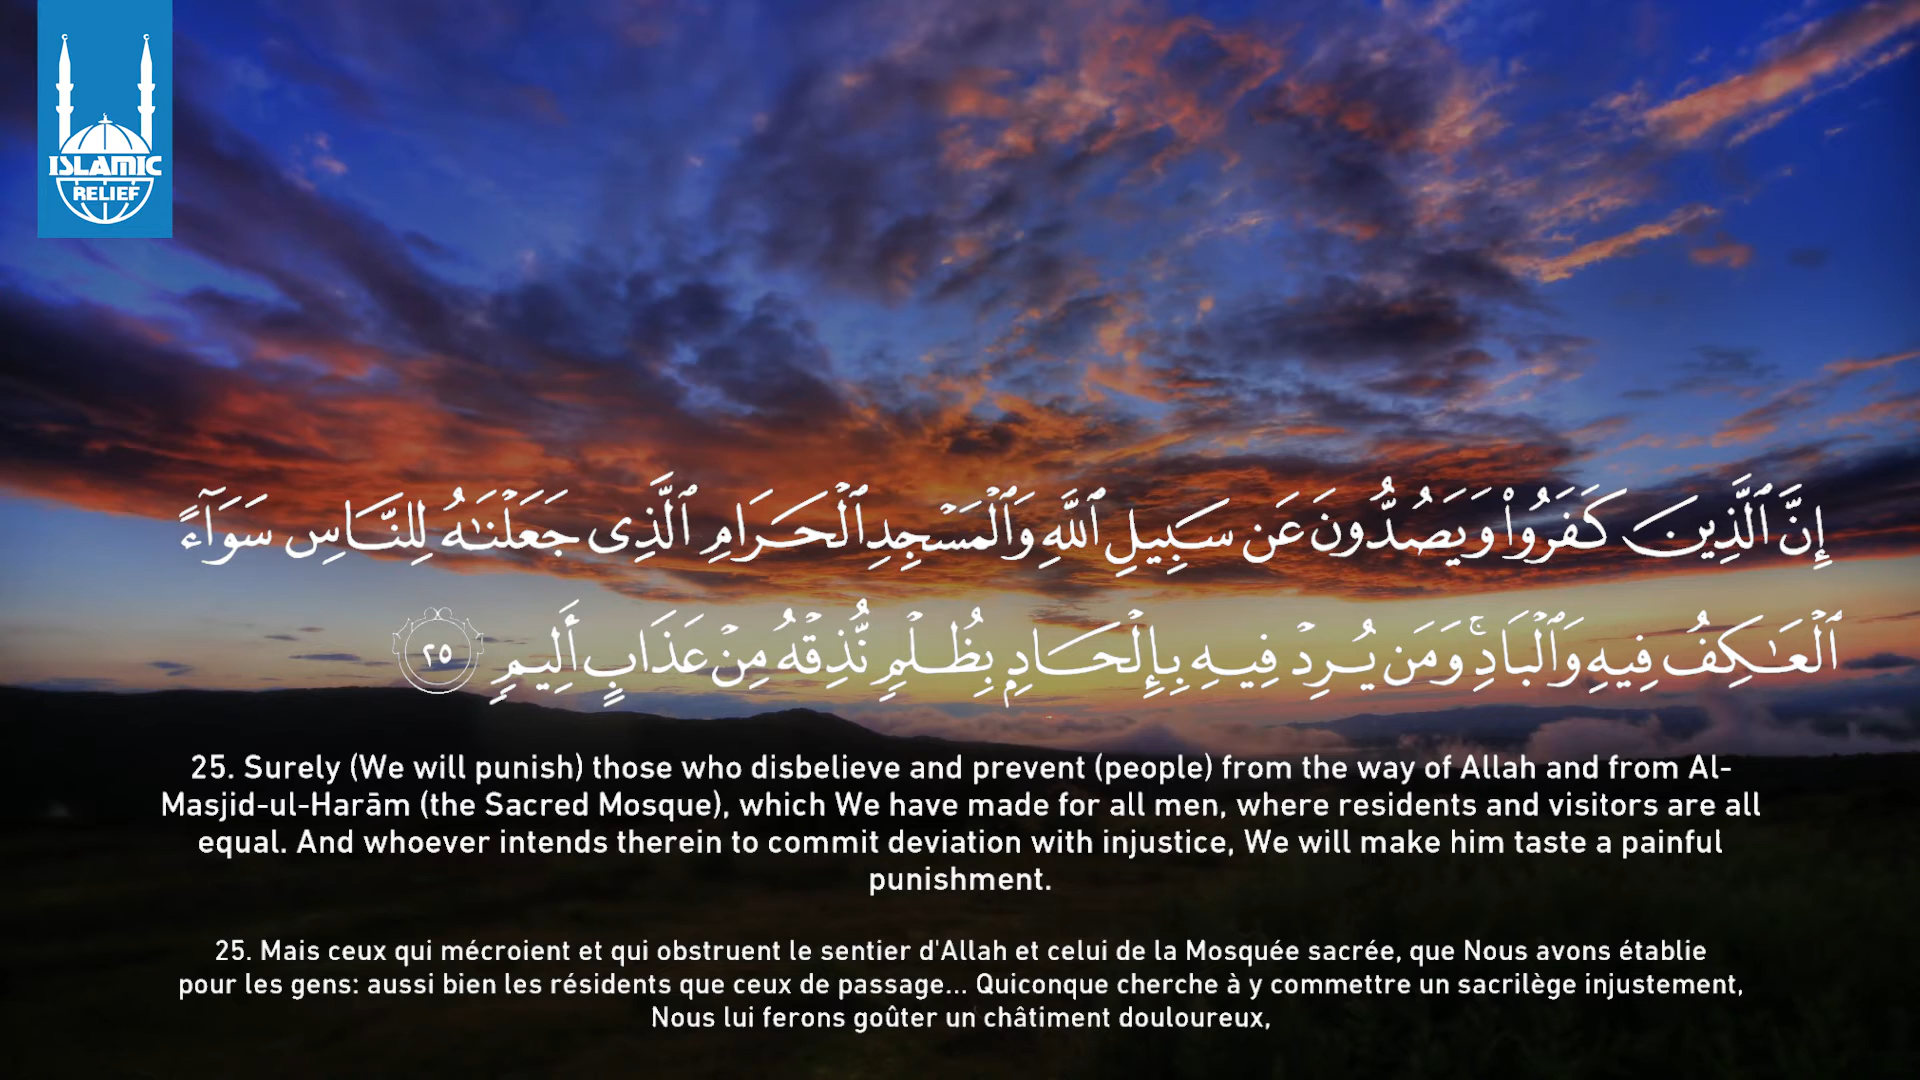 ISLAMIC
RELIEF
إِنَّ ٱلَّذِينَ كَفَرُوا۟ وَيَصُدُّونَ عَن سَبِيلِ ٱللَّهِ وَٱلْمَسْجِدِ ٱلْحَرَامِ ٱلَّذِى جَعَلْنَـٰهُ لِلنَّاسِ سَوَآءً
ٱلْعَـٰكِفُ فِيهِ وَٱلْبَادِ ۚ وَمَن يُرِدْ فِيهِ بِإِلْحَادٍۭ بِظُلْمٍ نُّذِقْهُ مِنْ عَذَابٍ أَلِيمٍ ٢٥
25. Surely (We will punish) those who disbelieve and prevent (people) from the way of Allah and from Al-
Masjid-ul-Harām (the Sacred Mosque), which We have made for all men, where residents and visitors are all
equal. And whoever intends therein to commit deviation with injustice, We will make him taste a painful
punishment.
25. Mais ceux qui mécroient et qui obstruent le sentier d'Allah et celui de la Mosquée sacrée, que Nous avons établie
pour les gens: aussi bien les résidents que ceux de passage... Quiconque cherche à y commettre un sacrilège injustement,
Nous lui ferons goûter un châtiment douloureux,